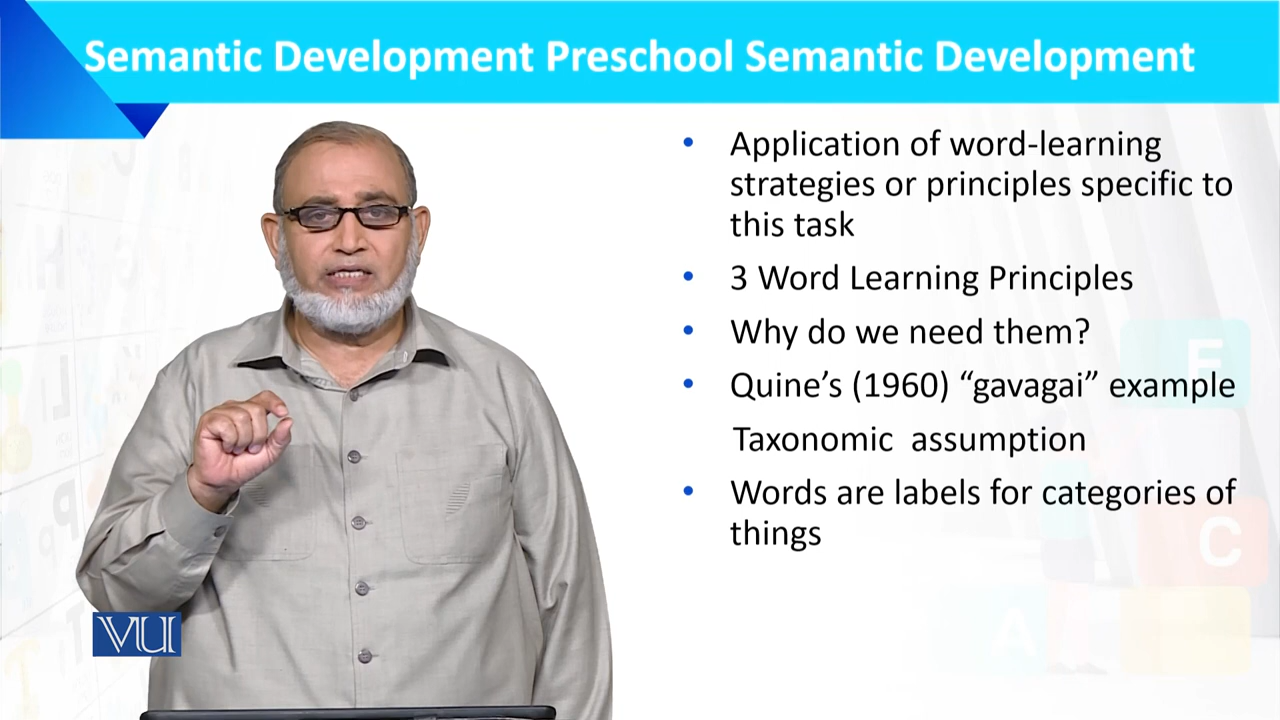 Semantic Development Preschool Semantic Development
• Application of word-learning
strategies or principles specific to
this task
• 3 Word Learning Principles
• Why do we need them?
• Quine’s (1960) “gavagai” example
Taxonomic assumption
• Words are labels for categories of
things
VU
F
C
A